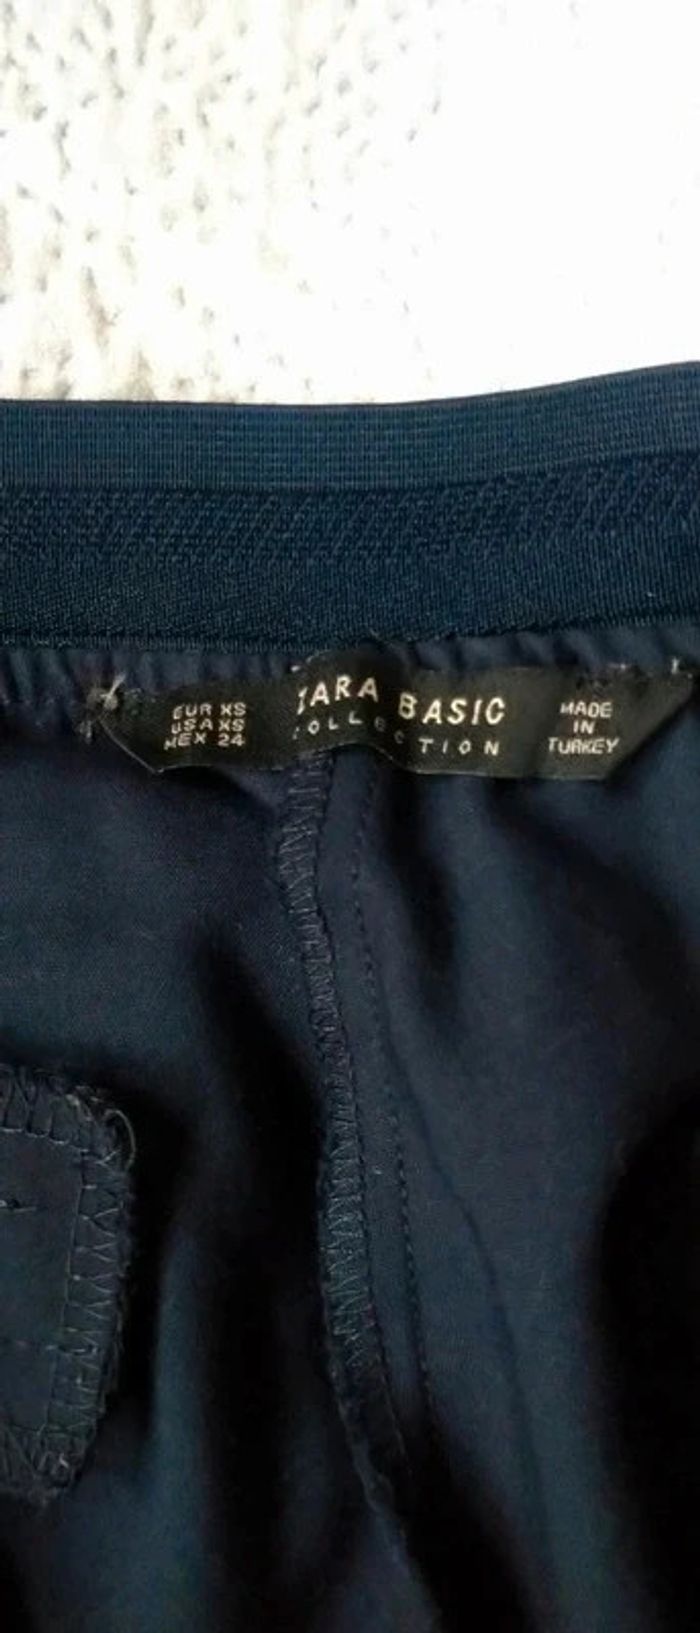 EUR XS
USA XS
MEX 24
ZARA BASIC
COLLECTION
MADE
IN
TURKEY